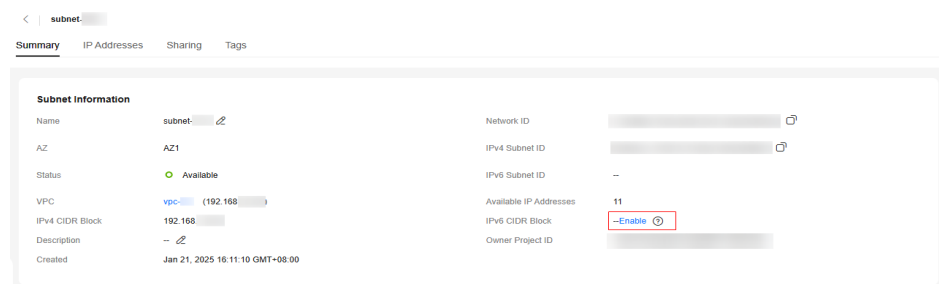 subnet-
Summary IP Addresses Sharing Tags
Subnet Information
Name subnet- Network ID
AZ AZ1 IPv4 Subnet ID
Status Available IPv6 Subnet ID --
VPC vpc- (192.168 ) Available IP Addresses 11
IPv4 CIDR Block 192.168 IPv6 CIDR Block --Enable
Description -- Owner Project ID
Created Jan 21, 2025 16:11:10 GMT+08:00